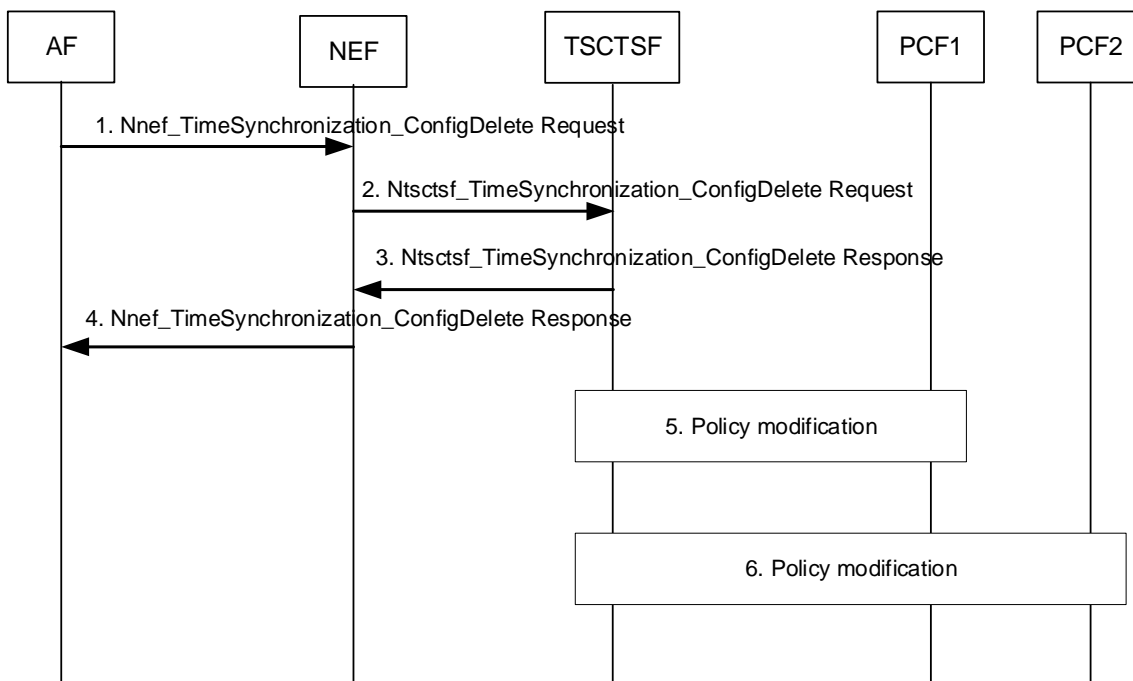 AF
NEF
TSCTSF
PCF1
PCF2
1. Nnef_TimeSynchronization_ConfigDelete Request
2. Ntsctsf_TimeSynchronization_ConfigDelete Request
3. Ntsctsf_TimeSynchronization_ConfigDelete Response
4. Nnef_TimeSynchronization_ConfigDelete Response
5. Policy modification
6. Policy modification